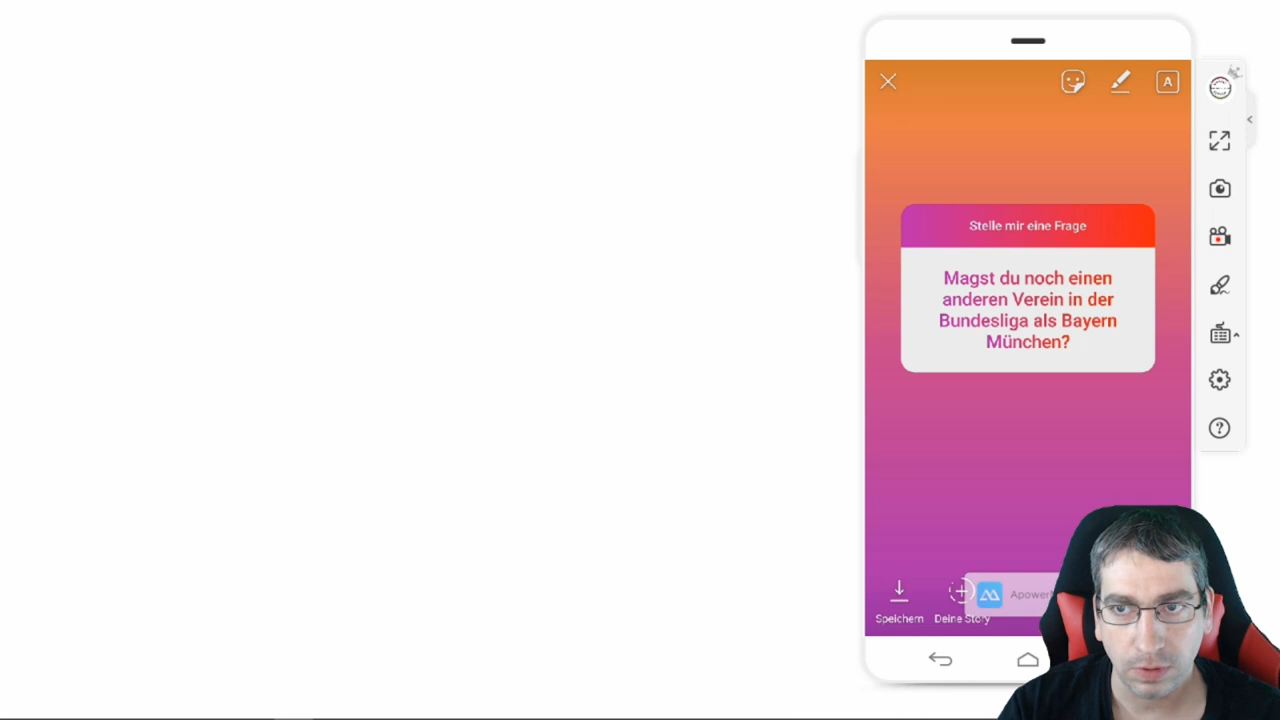 A
Stelle mir eine Frage
Magst du noch einen
anderen Verein in der
Bundesliga als Bayern
München?
Speichern
Deine Story